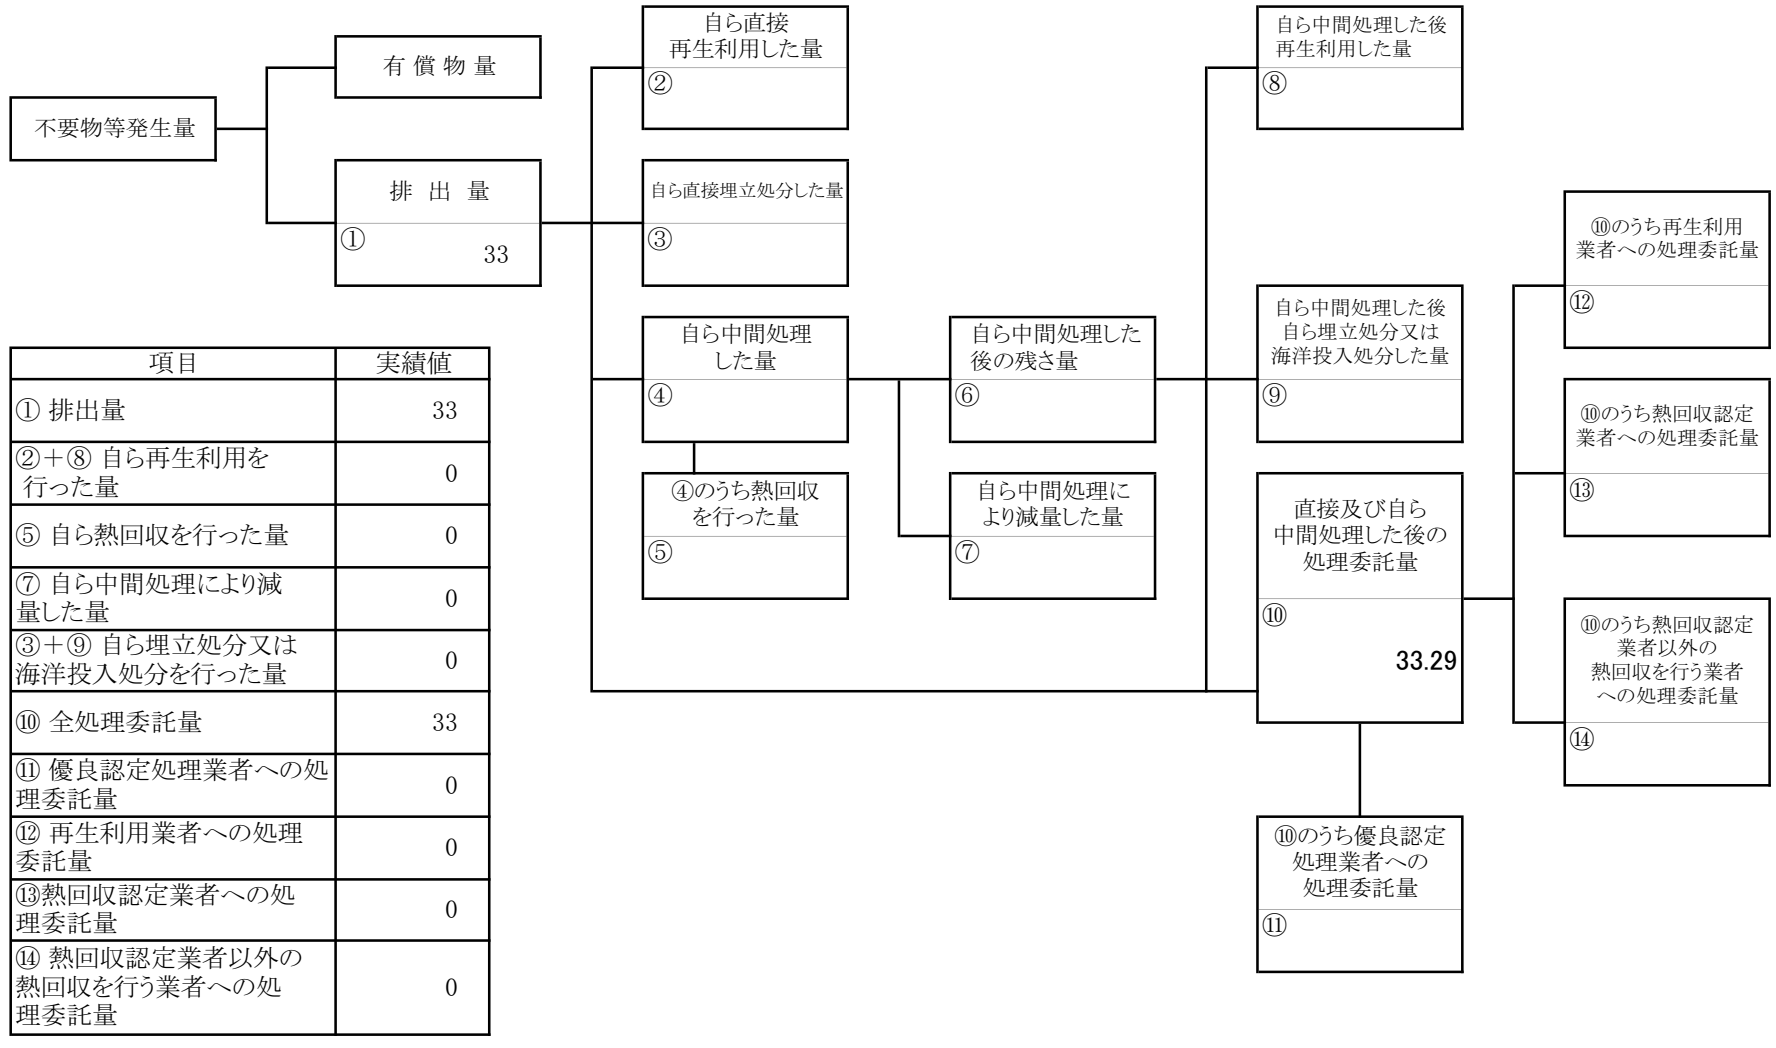 不要物等発生量
有 償 物 量
排 出 量
①
33
自ら直接
再生利用した量
②
自ら直接埋立処分した量
③
自ら中間処理
した量
④
④のうち熱回収
を行った量
⑤
自ら中間処理した
後の残さ量
⑥
自ら中間処理に
より減量した量
⑦
自ら中間処理した後
再生利用した量
⑧
自ら中間処理した後
自ら埋立処分又は
海洋投入処分した量
⑨
直接及び自ら
中間処理した後の
処理委託量
⑩
33.29
⑩のうち優良認定
処理業者への
処理委託量
⑪
⑩のうち再生利用
業者への処理委託量
⑫
⑩のうち熱回収認定
業者への処理委託量
⑬
⑩のうち熱回収認定
業者以外の
熱回収を行う業者
への処理委託量
⑭
項目 実績値
① 排出量 33
②＋⑧ 自ら再生利用を
行った量 0
⑤ 自ら熱回収を行った量 0
⑦ 自ら中間処理により減
量した量 0
③＋⑨ 自ら埋立処分又は
海洋投入処分を行った量 0
⑩ 全処理委託量 33
⑪ 優良認定処理業者への処
理委託量 0
⑫ 再生利用業者への処理
委託量 0
⑬熱回収認定業者への処
理委託量 0
⑭ 熱回収認定業者以外の
熱回収を行う業者への処
理委託量 0